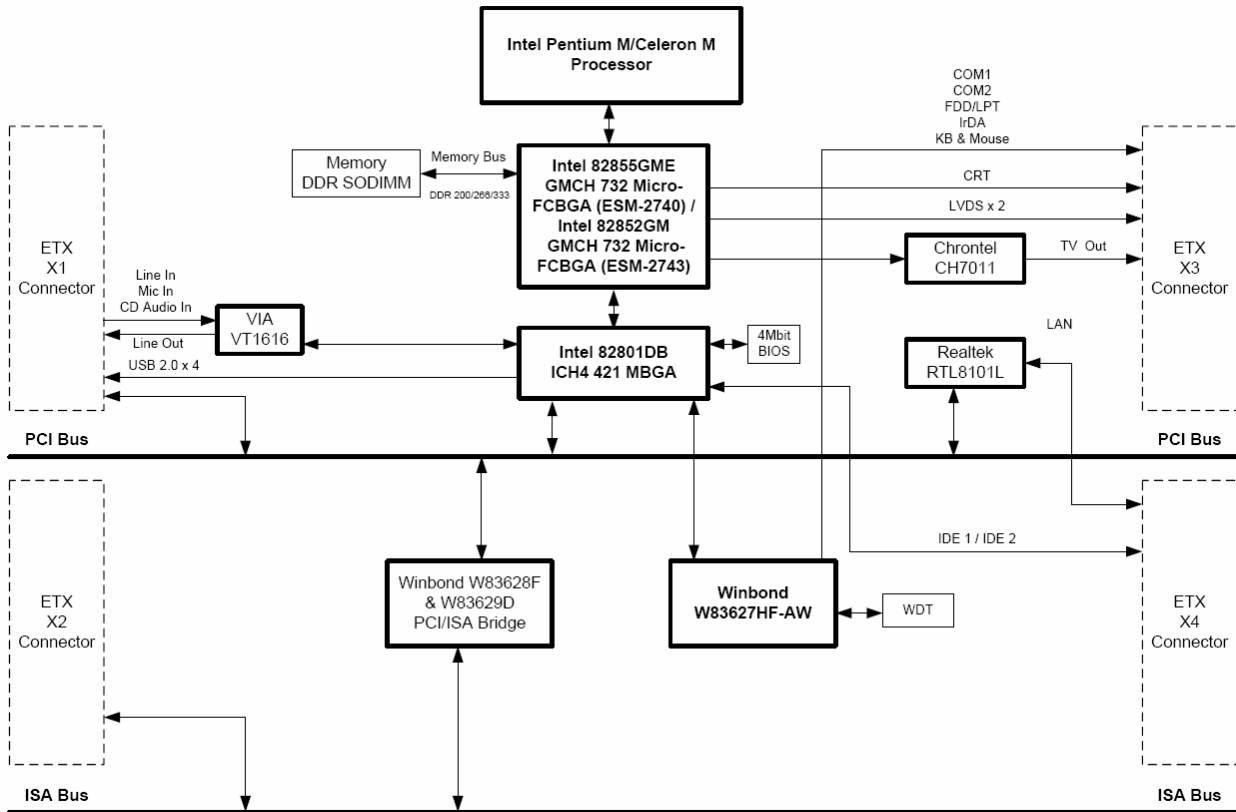 Intel Pentium M/Celeron M
Processor
COM1
COM2
FDD/LPT
IrDA
KB & Mouse
Memory
DDR SODIMM
Memory Bus
DDR 200/266/333
Intel 82855GME
GMCH 732 Micro-
FCBGA (ESM-2740) /
Intel 82852GM
GMCH 732 Micro-
FCBGA (ESM-2743)
CRT
LVDS x 2
Chrontel
CH7011
TV Out
ETX
X1
Connector
ETX
X3
Connector
Line In
Mic In
CD Audio In
Line Out
USB 2.0 x 4
VIA
VT1616
Intel 82801DB
ICH4 421 MBGA
4Mbit
BIOS
LAN
Realtek
RTL8101L
PCI Bus
PCI Bus
ETX
X2
Connector
Winbond W83628F
& W83629D
PCI/ISA Bridge
Winbond
W83627HF-AW
WDT
IDE 1 / IDE 2
ETX
X4
Connector
ISA Bus
ISA Bus